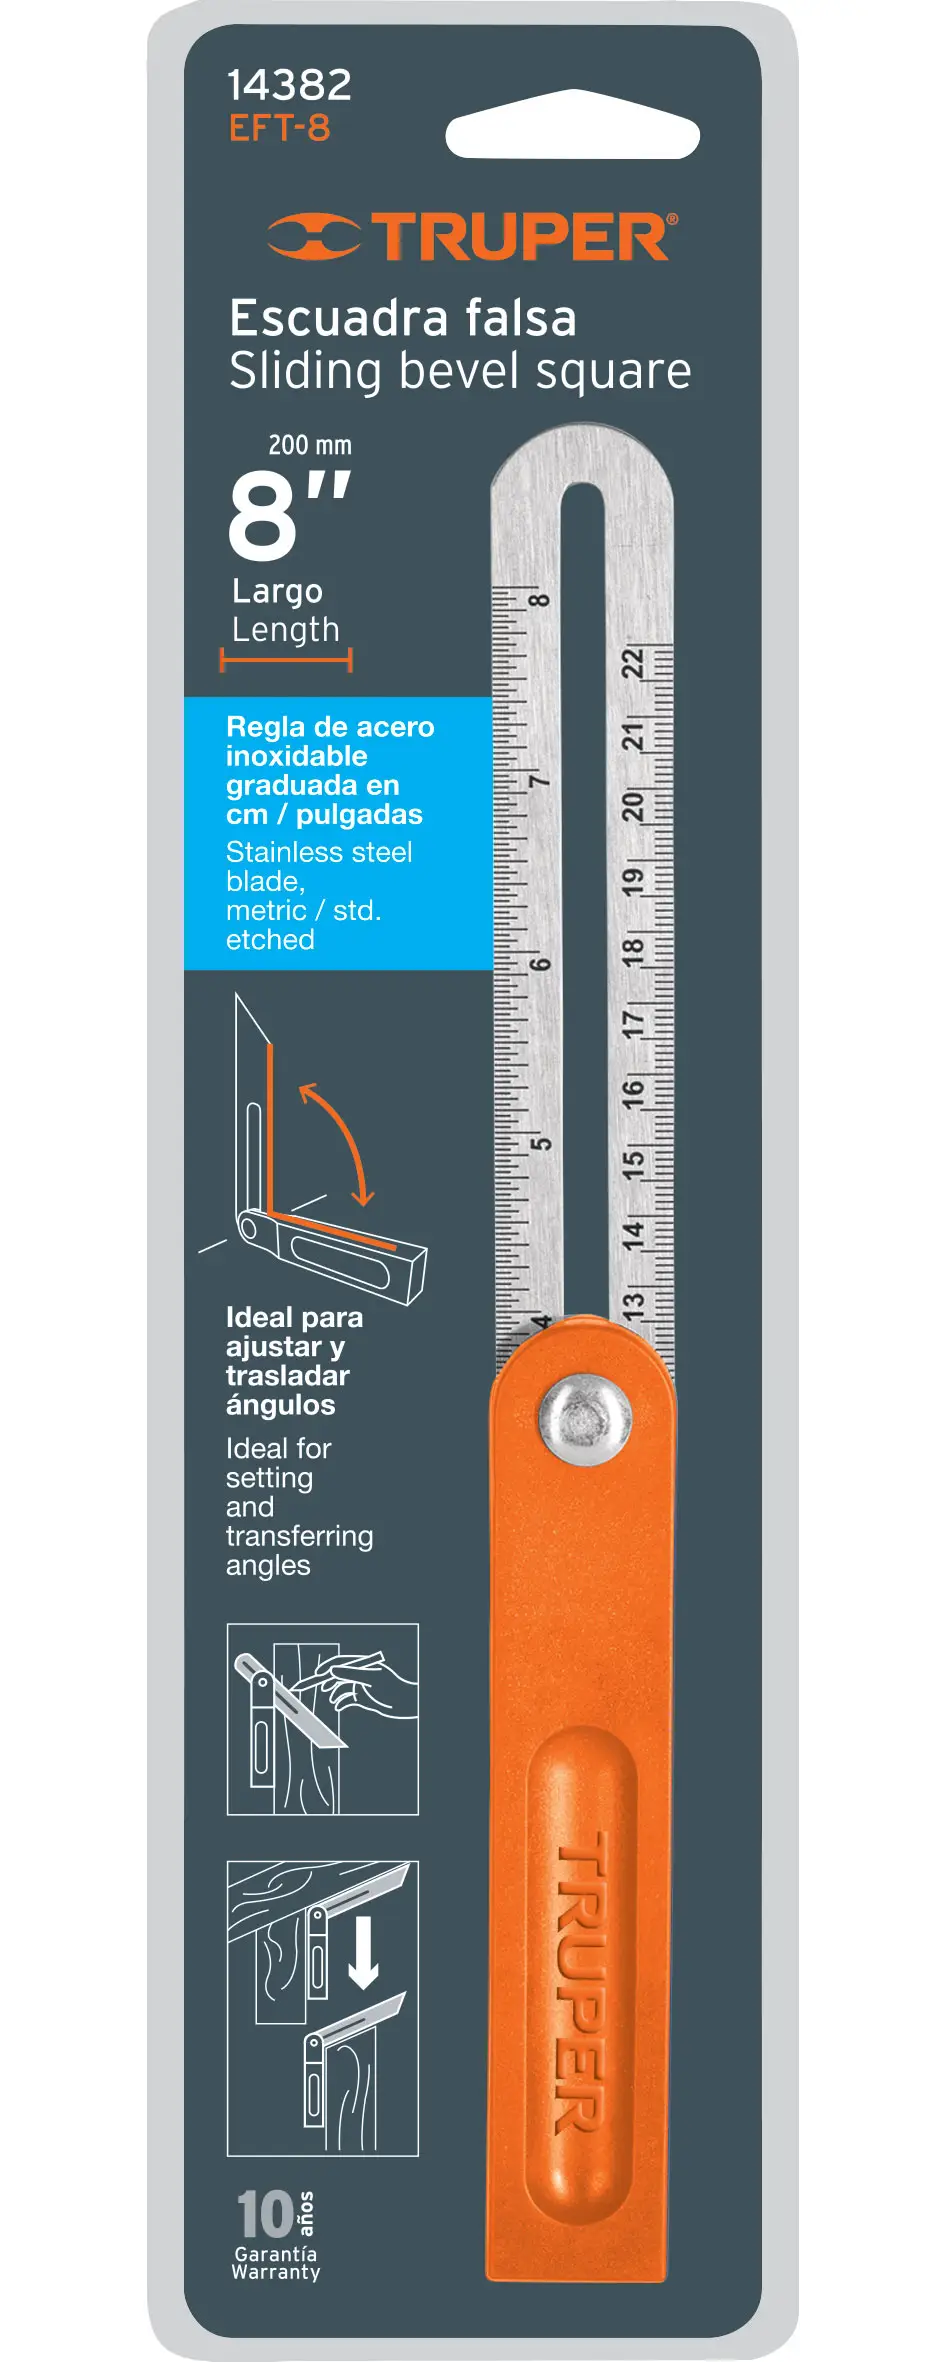 14382
EFT-8
TRUPER®
Escuadra falsa
Sliding bevel square
200 mm
8"
Largo
Length
Regla de acero
inoxidable
graduada en
cm / pulgadas
Stainless steel
blade,
metric / std.
etched
8
7
6
5
4
22
21
20
19
18
17
16
15
14
13
Ideal para
ajustar y
trasladar
ángulos
Ideal for
setting
and
transferring
angles
TRUPER
10 años
Garantía
Warranty